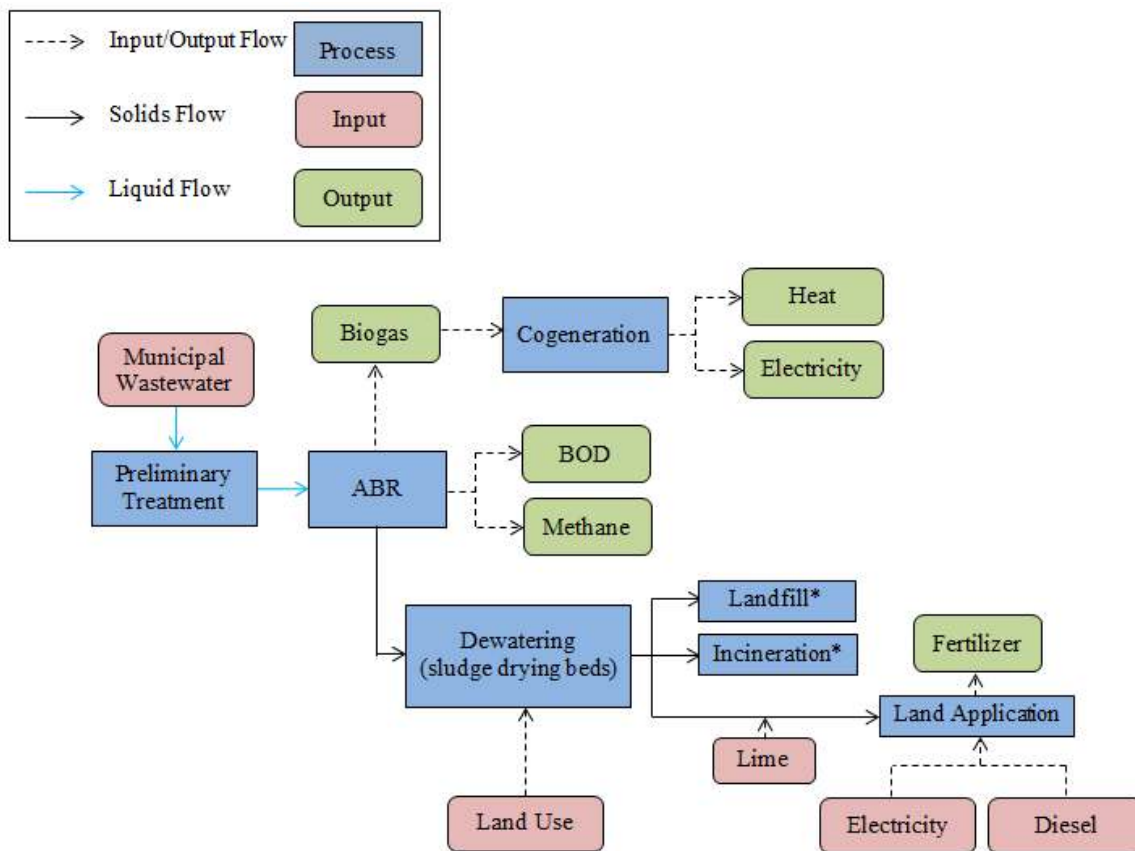 Input/Output Flow
Process
Solids Flow
Input
Liquid Flow
Output
Heat
Biogas
Cogeneration
Municipal
Wastewater
Electricity
BOD
Preliminary
Treatment
ABR
Methane
Landfill*
Dewatering
(sludge drying beds)
Incineration*
Fertilizer
Land Application
Lime
Land Use
Electricity
Diesel